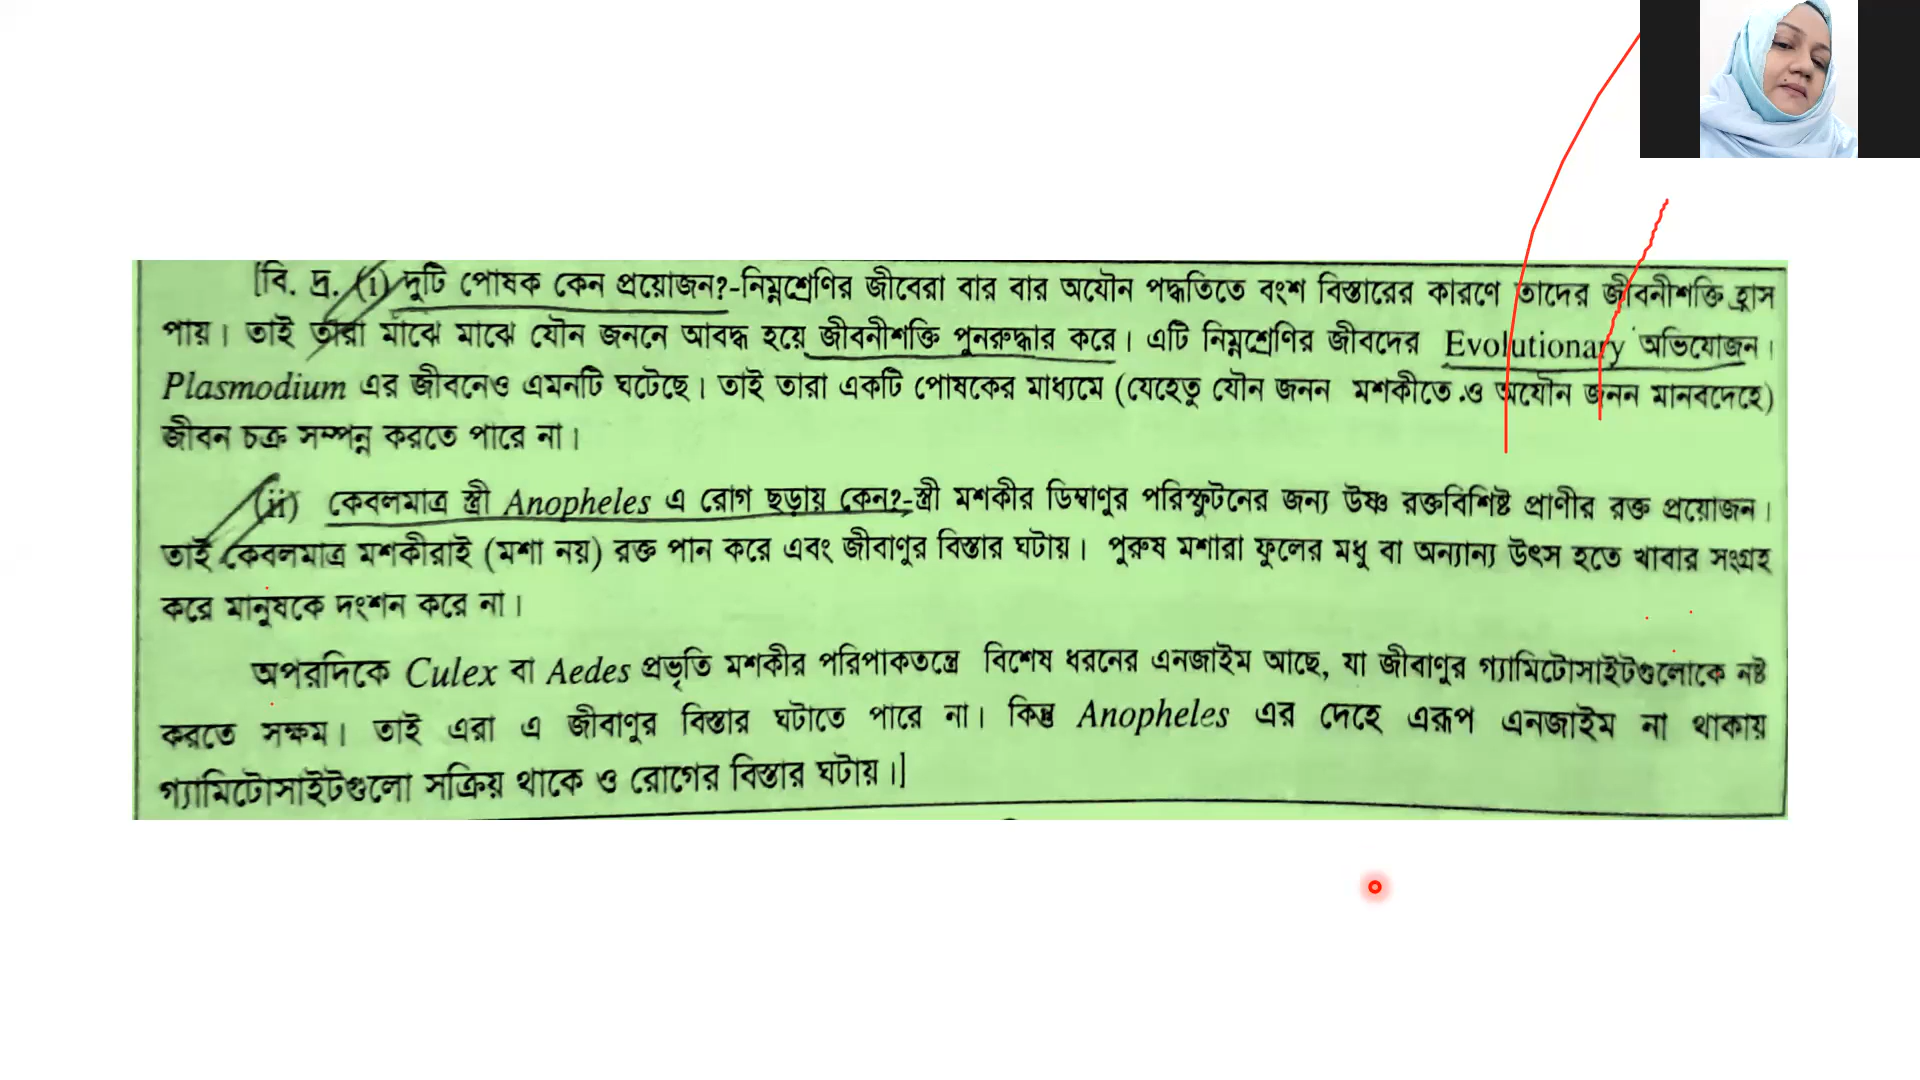 [বি. দ্র. (i) দুটি পোষক কেন প্রয়োজন?-নিম্নশ্রেণির জীবেরা বার বার অযৌন পদ্ধতিতে বংশ বিস্তারের কারণে তাদের জীবনীশক্তি হ্রাস
পায়। তাই তারা মাঝে মাঝে যৌন জননে আবদ্ধ হয়ে জীবনীশক্তি পুনরুদ্ধার করে। এটি নিম্নশ্রেণির জীবদের Evolutionary অভিযোজন।
Plasmodium এর জীবনেও এমনটি ঘটেছে। তাই তারা একটি পোষকের মাধ্যমে (যেহেতু যৌন জনন মশকীতে ও অযৌন জনন মানবদেহে)
জীবন চক্র সম্পন্ন করতে পারে না।
(ii) কেবলমাত্র স্ত্রী Anopheles এ রোগ ছড়ায় কেন?-স্ত্রী মশকীর ডিম্বাণুর পরিস্ফুটনের জন্য উষ্ণ রক্তবিশিষ্ট প্রাণীর রক্ত প্রয়োজন।
তাই কেবলমাত্র মশকীরাই (মশা নয়) রক্ত পান করে এবং জীবাণুর বিস্তার ঘটায়। পুরুষ মশারা ফুলের মধু বা অন্যান্য উৎস হতে খাবার সংগ্রহ
করে মানুষকে দংশন করে না।
অপরদিকে Culex বা Aedes প্রভৃতি মশকীর পরিপাকতন্ত্রে বিশেষ ধরনের এনজাইম আছে, যা জীবাণুর গ্যামিটোসাইটগুলোকে নষ্ট
করতে সক্ষম। তাই এরা এ জীবাণুর বিস্তার ঘটাতে পারে না। কিন্তু Anopheles এর দেহে এরূপ এনজাইম না থাকায়
গ্যামিটোসাইটগুলো সক্রিয় থাকে ও রোগের বিস্তার ঘটায়।]